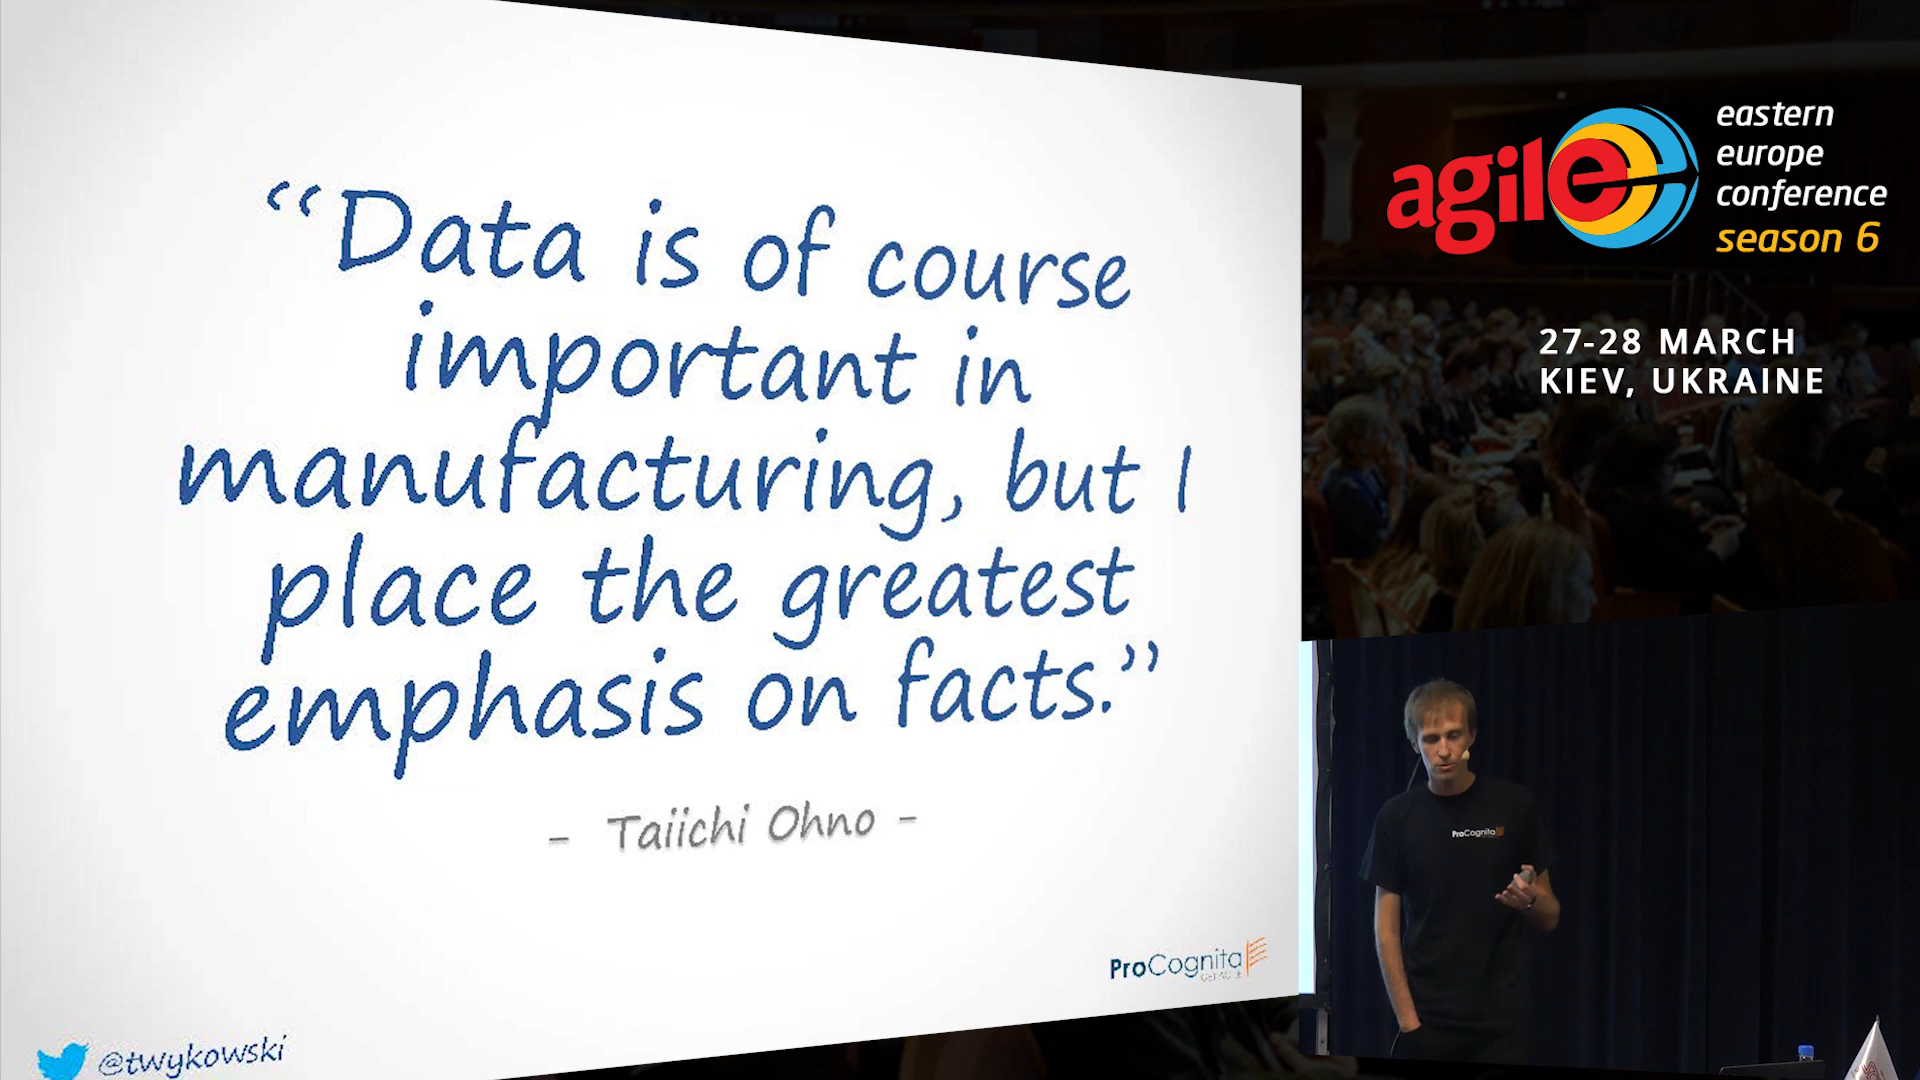 “Data is of course
important in
manufacturing, but I
place the greatest
emphasis on facts.”
- Taiichi Ohno -
ProCognita
@twykowski
agilee
eastern
europe
conference
season 6
27-28 MARCH
KIEV, UKRAINE
ProCognita